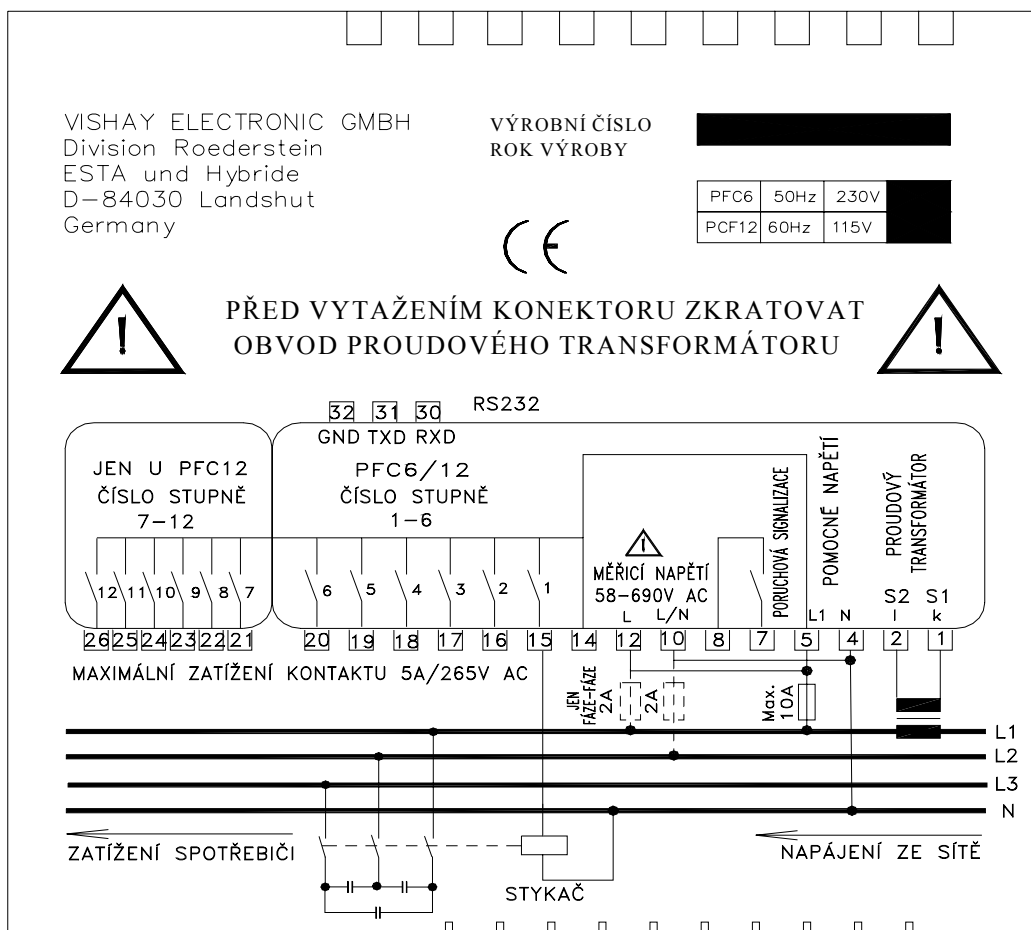 VISHAY ELECTRONIC GMBH
Division Roederstein
ESTA und Hybride
D-84030 Landshut
Germany
VÝROBNÍ ČÍSLO
ROK VÝROBY
PFC6 50Hz 230V
PCF12 60Hz 115V
CE
PŘED VYTAŽENÍM KONEKTORU ZKRATOVAT
OBVOD PROUDOVÉHO TRANSFORMÁTORU
32 31 30 RS232
GND TXD RXD
JEN U PFC12
ČÍSLO STUPNĚ
7-12
PFC6/12
ČÍSLO STUPNĚ
1-6
MĚŘICÍ NAPĚTÍ
58-690V AC
L L/N
PORUCHOVÁ SIGNALIZACE
POMOCNÉ NAPĚTÍ
L1 N
PROUDOVÝ
TRANSFORMÁTOR
S2 S1
l k
12 11 10 9 8 7 6 5 4 3 2 1
26 25 24 23 22 21 20 19 18 17 16 15 14 12 10 8 7 5 4 2 1
MAXIMÁLNÍ ZATÍŽENÍ KONTAKTU 5A/265V AC
JEN
FÁZE-FÁZE
2A
2A
Max.
10A
L1
L2
L3
N
ZATÍŽENÍ SPOTŘEBIČI
NAPÁJENÍ ZE SÍTĚ
STYKAČ